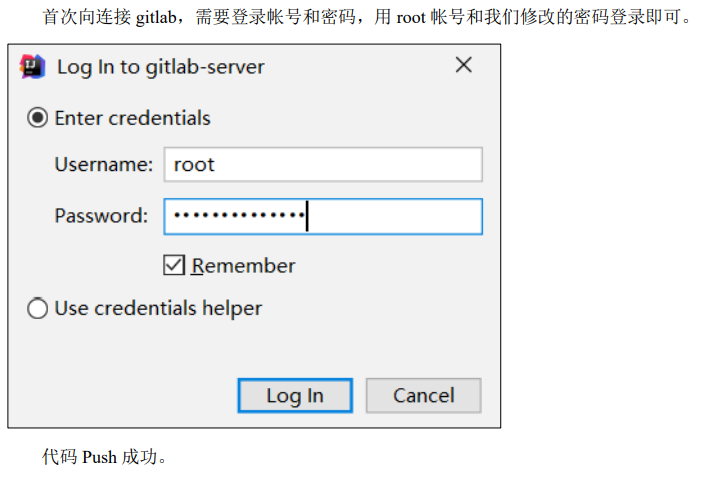 首次向连接 gitlab，需要登录帐号和密码，用 root 帐号和我们修改的密码登录即可。
Log In to gitlab-server
Enter credentials
Username: root
Password: ••••••••••••••
Remember
Use credentials helper
Log In Cancel
代码 Push 成功。